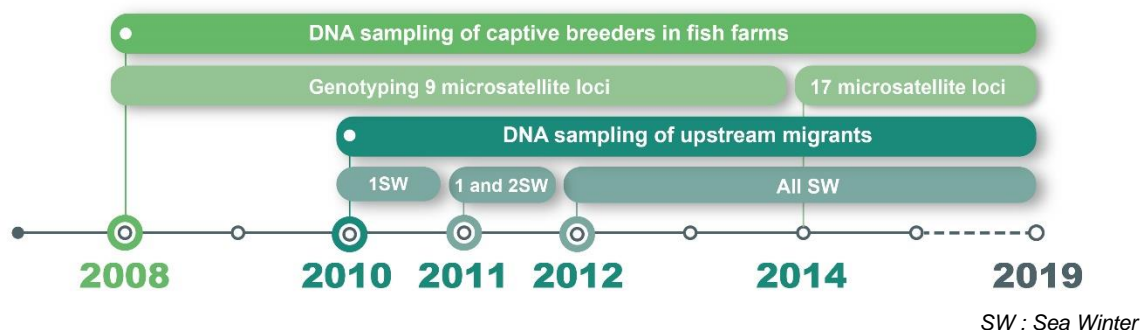 DNA sampling of captive breeders in fish farms
Genotyping 9 microsatellite loci
17 microsatellite loci
DNA sampling of upstream migrants
1SW
1 and 2SW
All SW
2008
2010
2011
2012
2014
2019
SW : Sea Winter